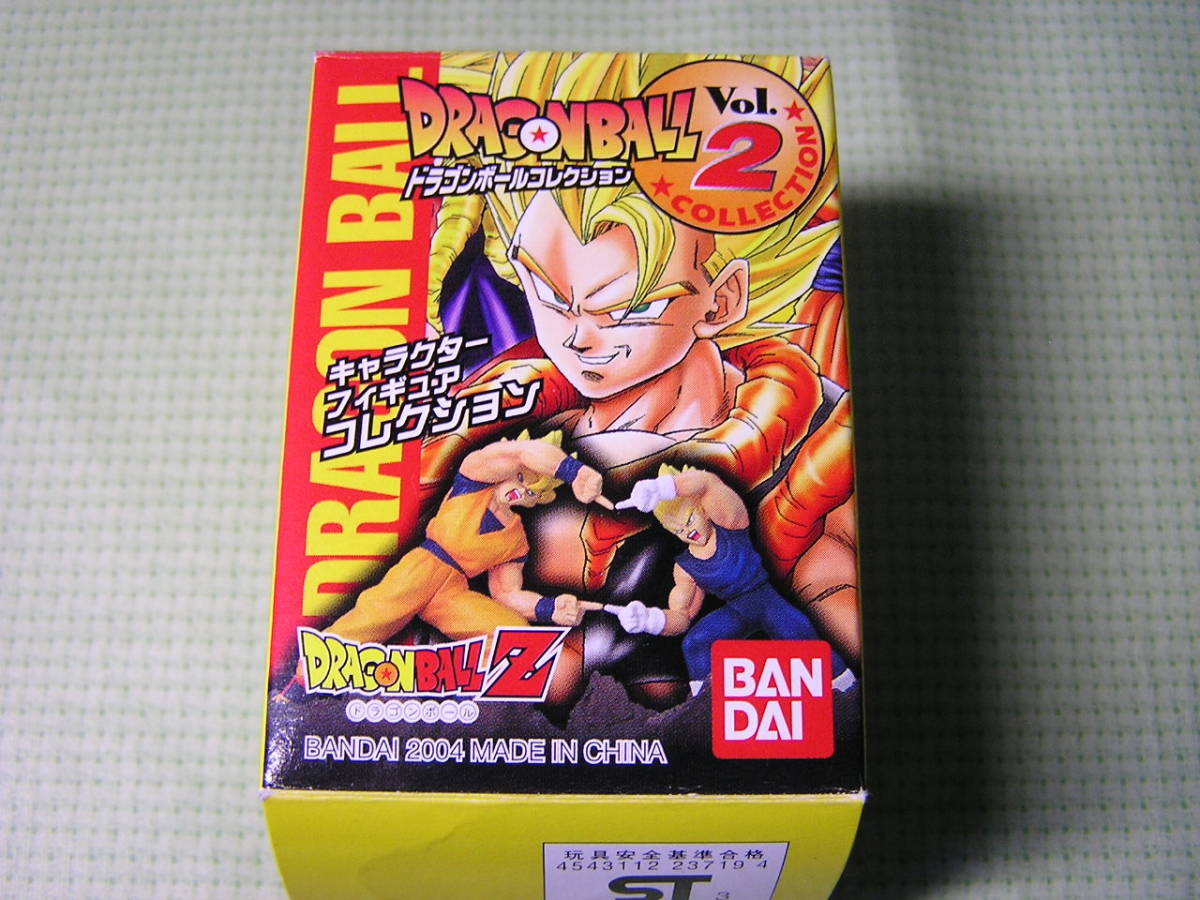 DRAGON BALL
DRAGONBALL
ドラゴンボールコレクション
Vol.
2
COLLECTION
キャラクター
フィギュア
コレクション
DRAGONBALL Z
ドラゴンボール
BANDAI 2004 MADE IN CHINA
BAN
DAI
玩具安全基準合格
4543112 23719 4
ST